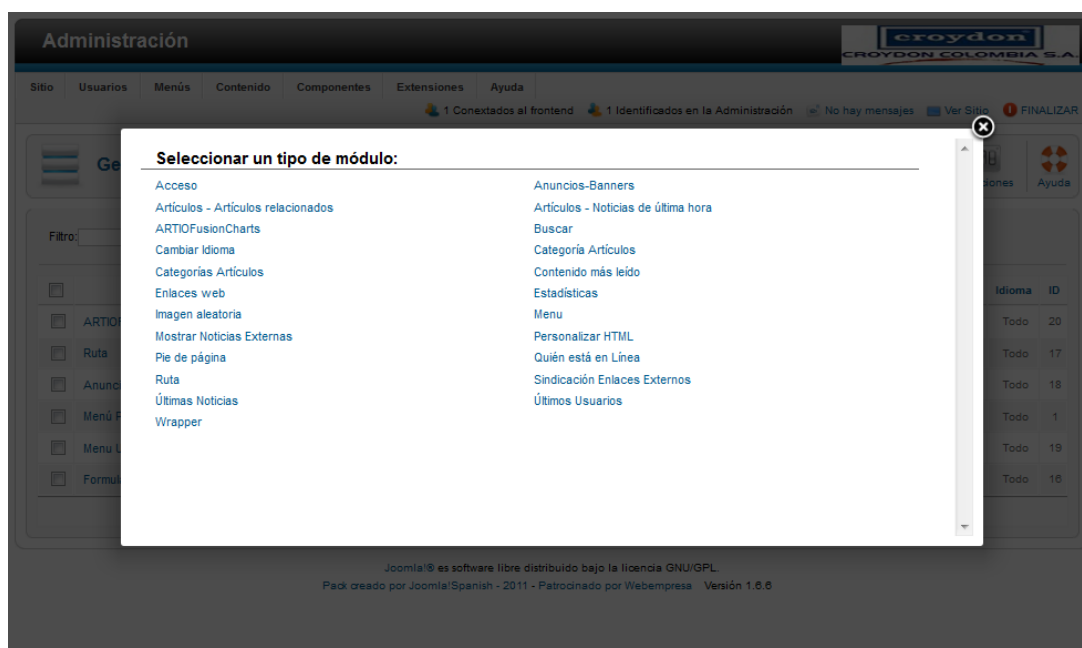 Administración
croydon
CROYDON COLOMBIA S.A.
Sitio Usuarios Menús Contenido Componentes Extensiones Ayuda
1 Conectados al frontend 1 Identificados en la Administración No hay mensajes Ver Sitio FINALIZAR
Ge
Ayuda
Seleccionar un tipo de módulo:
Acceso Anuncios-Banners
Artículos - Artículos relacionados Artículos - Noticias de última hora
ARTIOFusionCharts Buscar
Cambiar Idioma Categoría Artículos
Categorías Artículos Contenido más leído
Enlaces web Estadísticas
Imagen aleatoria Menu
Mostrar Noticias Externas Personalizar HTML
Pie de página Quién está en Línea
Ruta Sindicación Enlaces Externos
Últimas Noticias Últimos Usuarios
Wrapper
Filtro:
Idioma ID
ARTIOF Todo 20
Ruta Todo 17
Anunci Todo 18
Menú P Todo 1
Menu U Todo 19
Formul Todo 16
Joomla!® es software libre distribuido bajo la licencia GNU/GPL.
Pack creado por Joomla!Spanish - 2011 - Patrocinado por Webempresa Versión 1.6.6